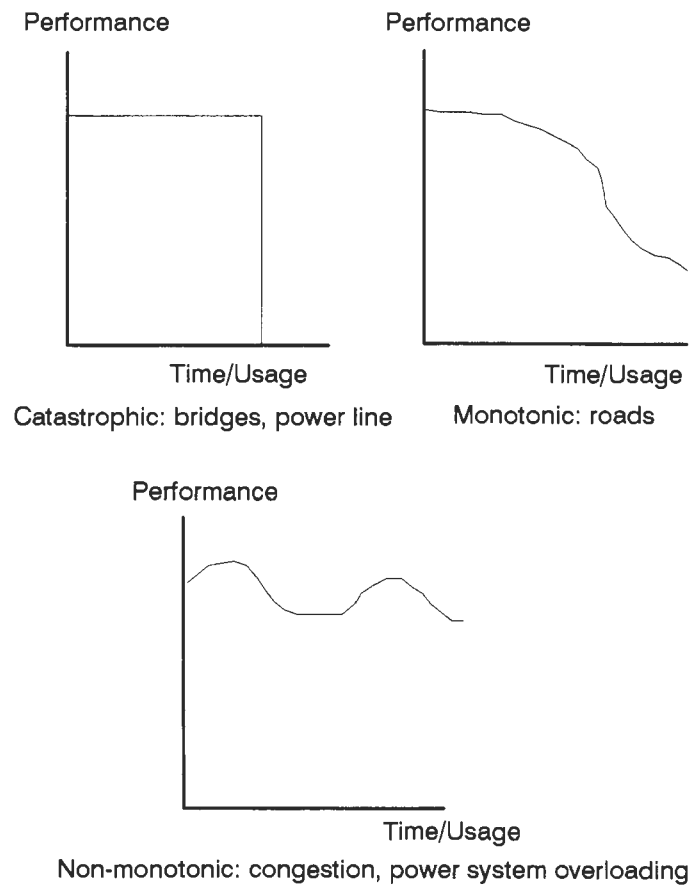 Performance
Performance
Time/Usage
Time/Usage
Catastrophic: bridges, power line
Monotonic: roads
Performance
Time/Usage
Non-monotonic: congestion, power system overloading